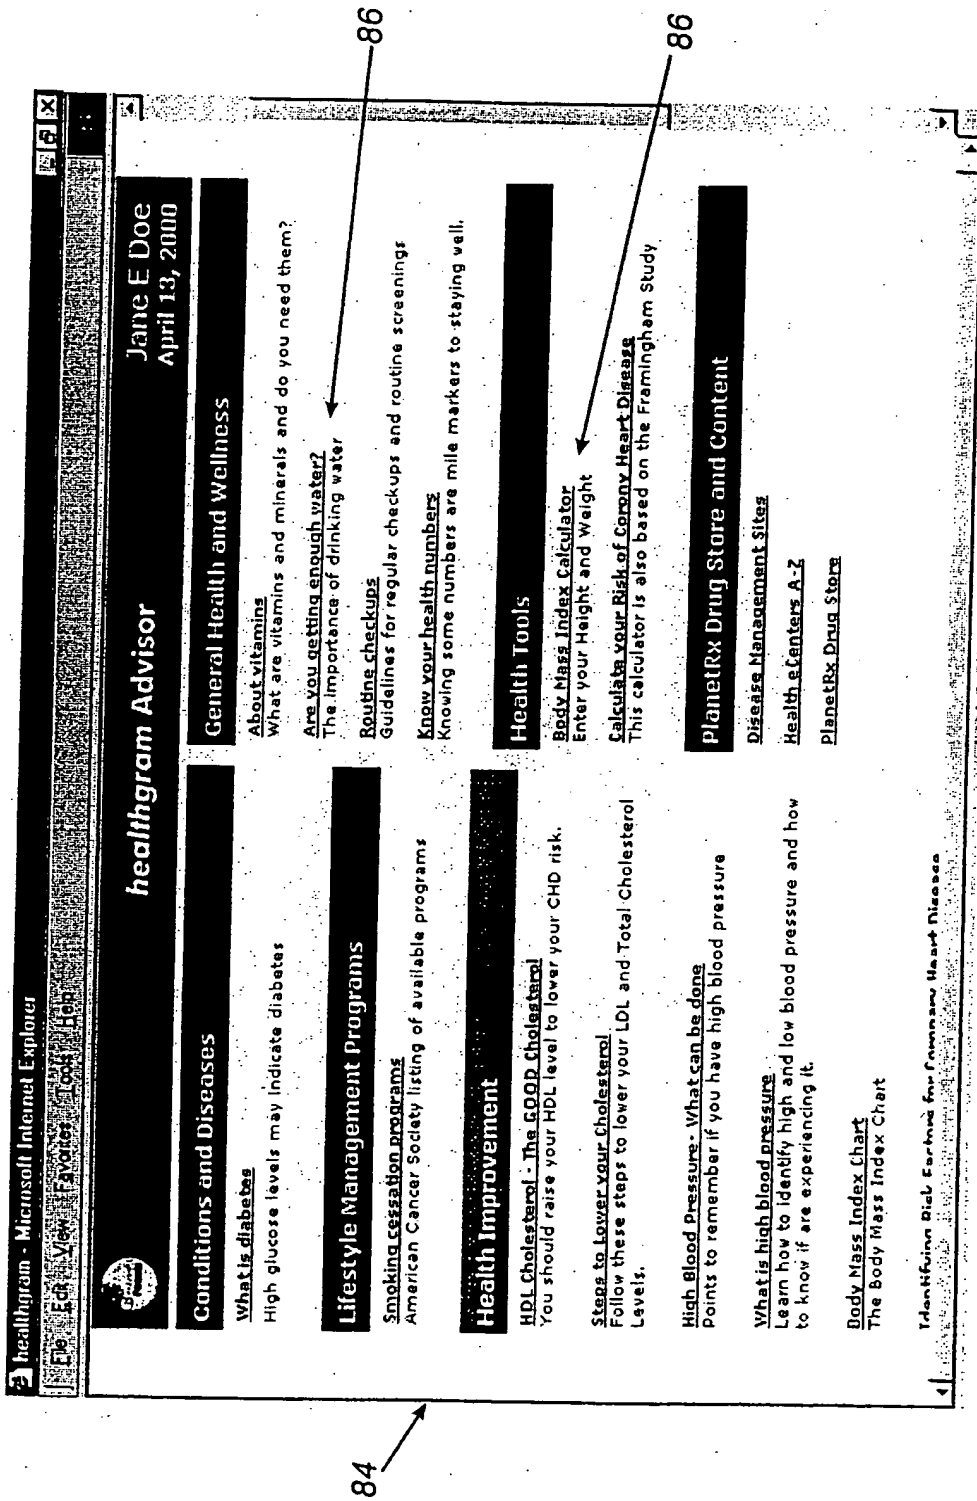 healthgram - Microsoft Internet Explorer
File Edit View Favorites Tools Help
healthgram Advisor
Jane E Doe
April 13, 2000
Conditions and Diseases
What is diabetes
High glucose levels may indicate diabetes
Lifestyle Management Programs
Smoking cessation programs
American Cancer Society listing of available programs
Health Improvement
HDL Cholesterol - The GOOD Cholesterol
You should raise your HDL level to lower your CHD risk.
Steps to Lower your Cholesterol
Follow these steps to lower your LDL and Total Cholesterol
Levels.
High Blood Pressure - What can be done
Points to remember if you have high blood pressure
What is high blood pressure
Learn how to identify high and low blood pressure and how
to know if are experiencing it.
Body Mass Index Chart
The Body Mass Index Chart
Identifying Risk Factors for Heart Disease
General Health and Wellness
About vitamins
What are vitamins and minerals and do you need them?
Are you getting enough water?
The Importance of drinking water
Routine checkups
Guidelines for regular checkups and routine screenings
Know your health numbers
Knowing some numbers are mile markers to staying well.
Health Tools
Body Mass Index Calculator
Enter your Height and Weight
Calculate your Risk of Corony Heart Disease
This calculator is also based on the Framingham Study
PlanetRx Drug Store and Content
Disease Management Sites
Health eCenters A-Z
PlanetRx Drug Store
84
86
86